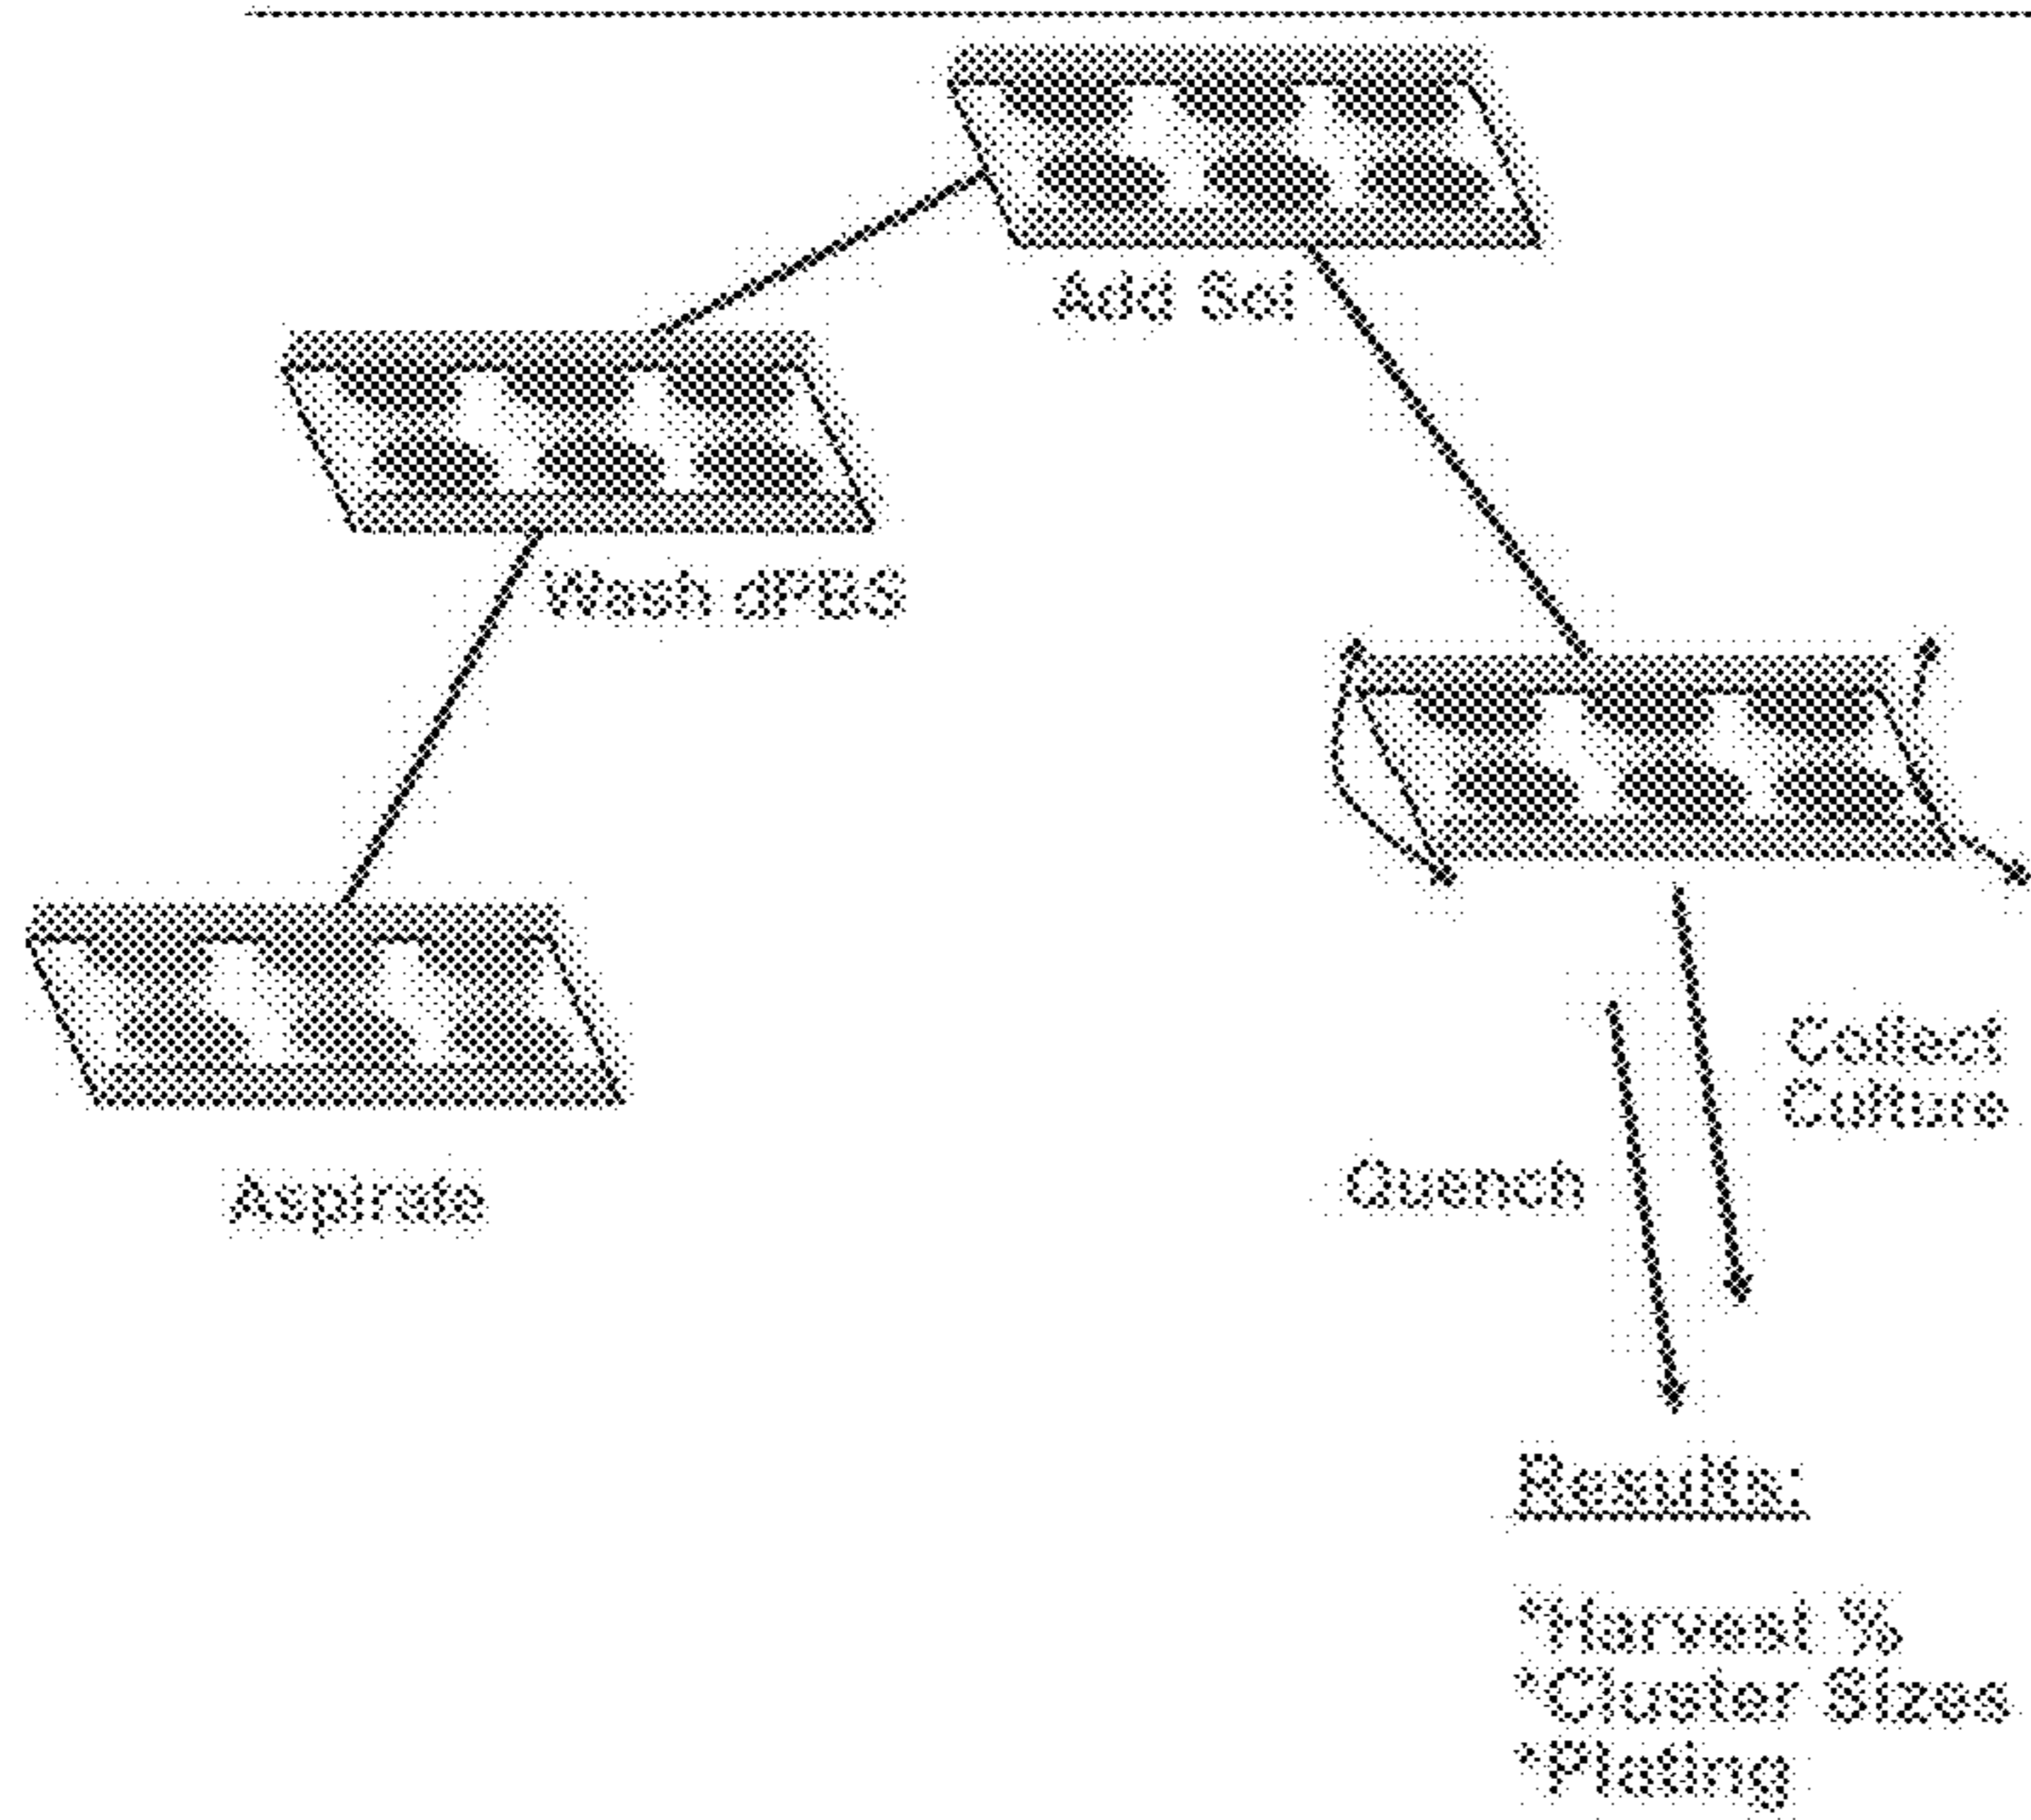 Add Sol
Wash dPBS
Aspirate
Collect
Culture
Quench
Results:
*Harvest %
*Cluster Sizes
*Plating